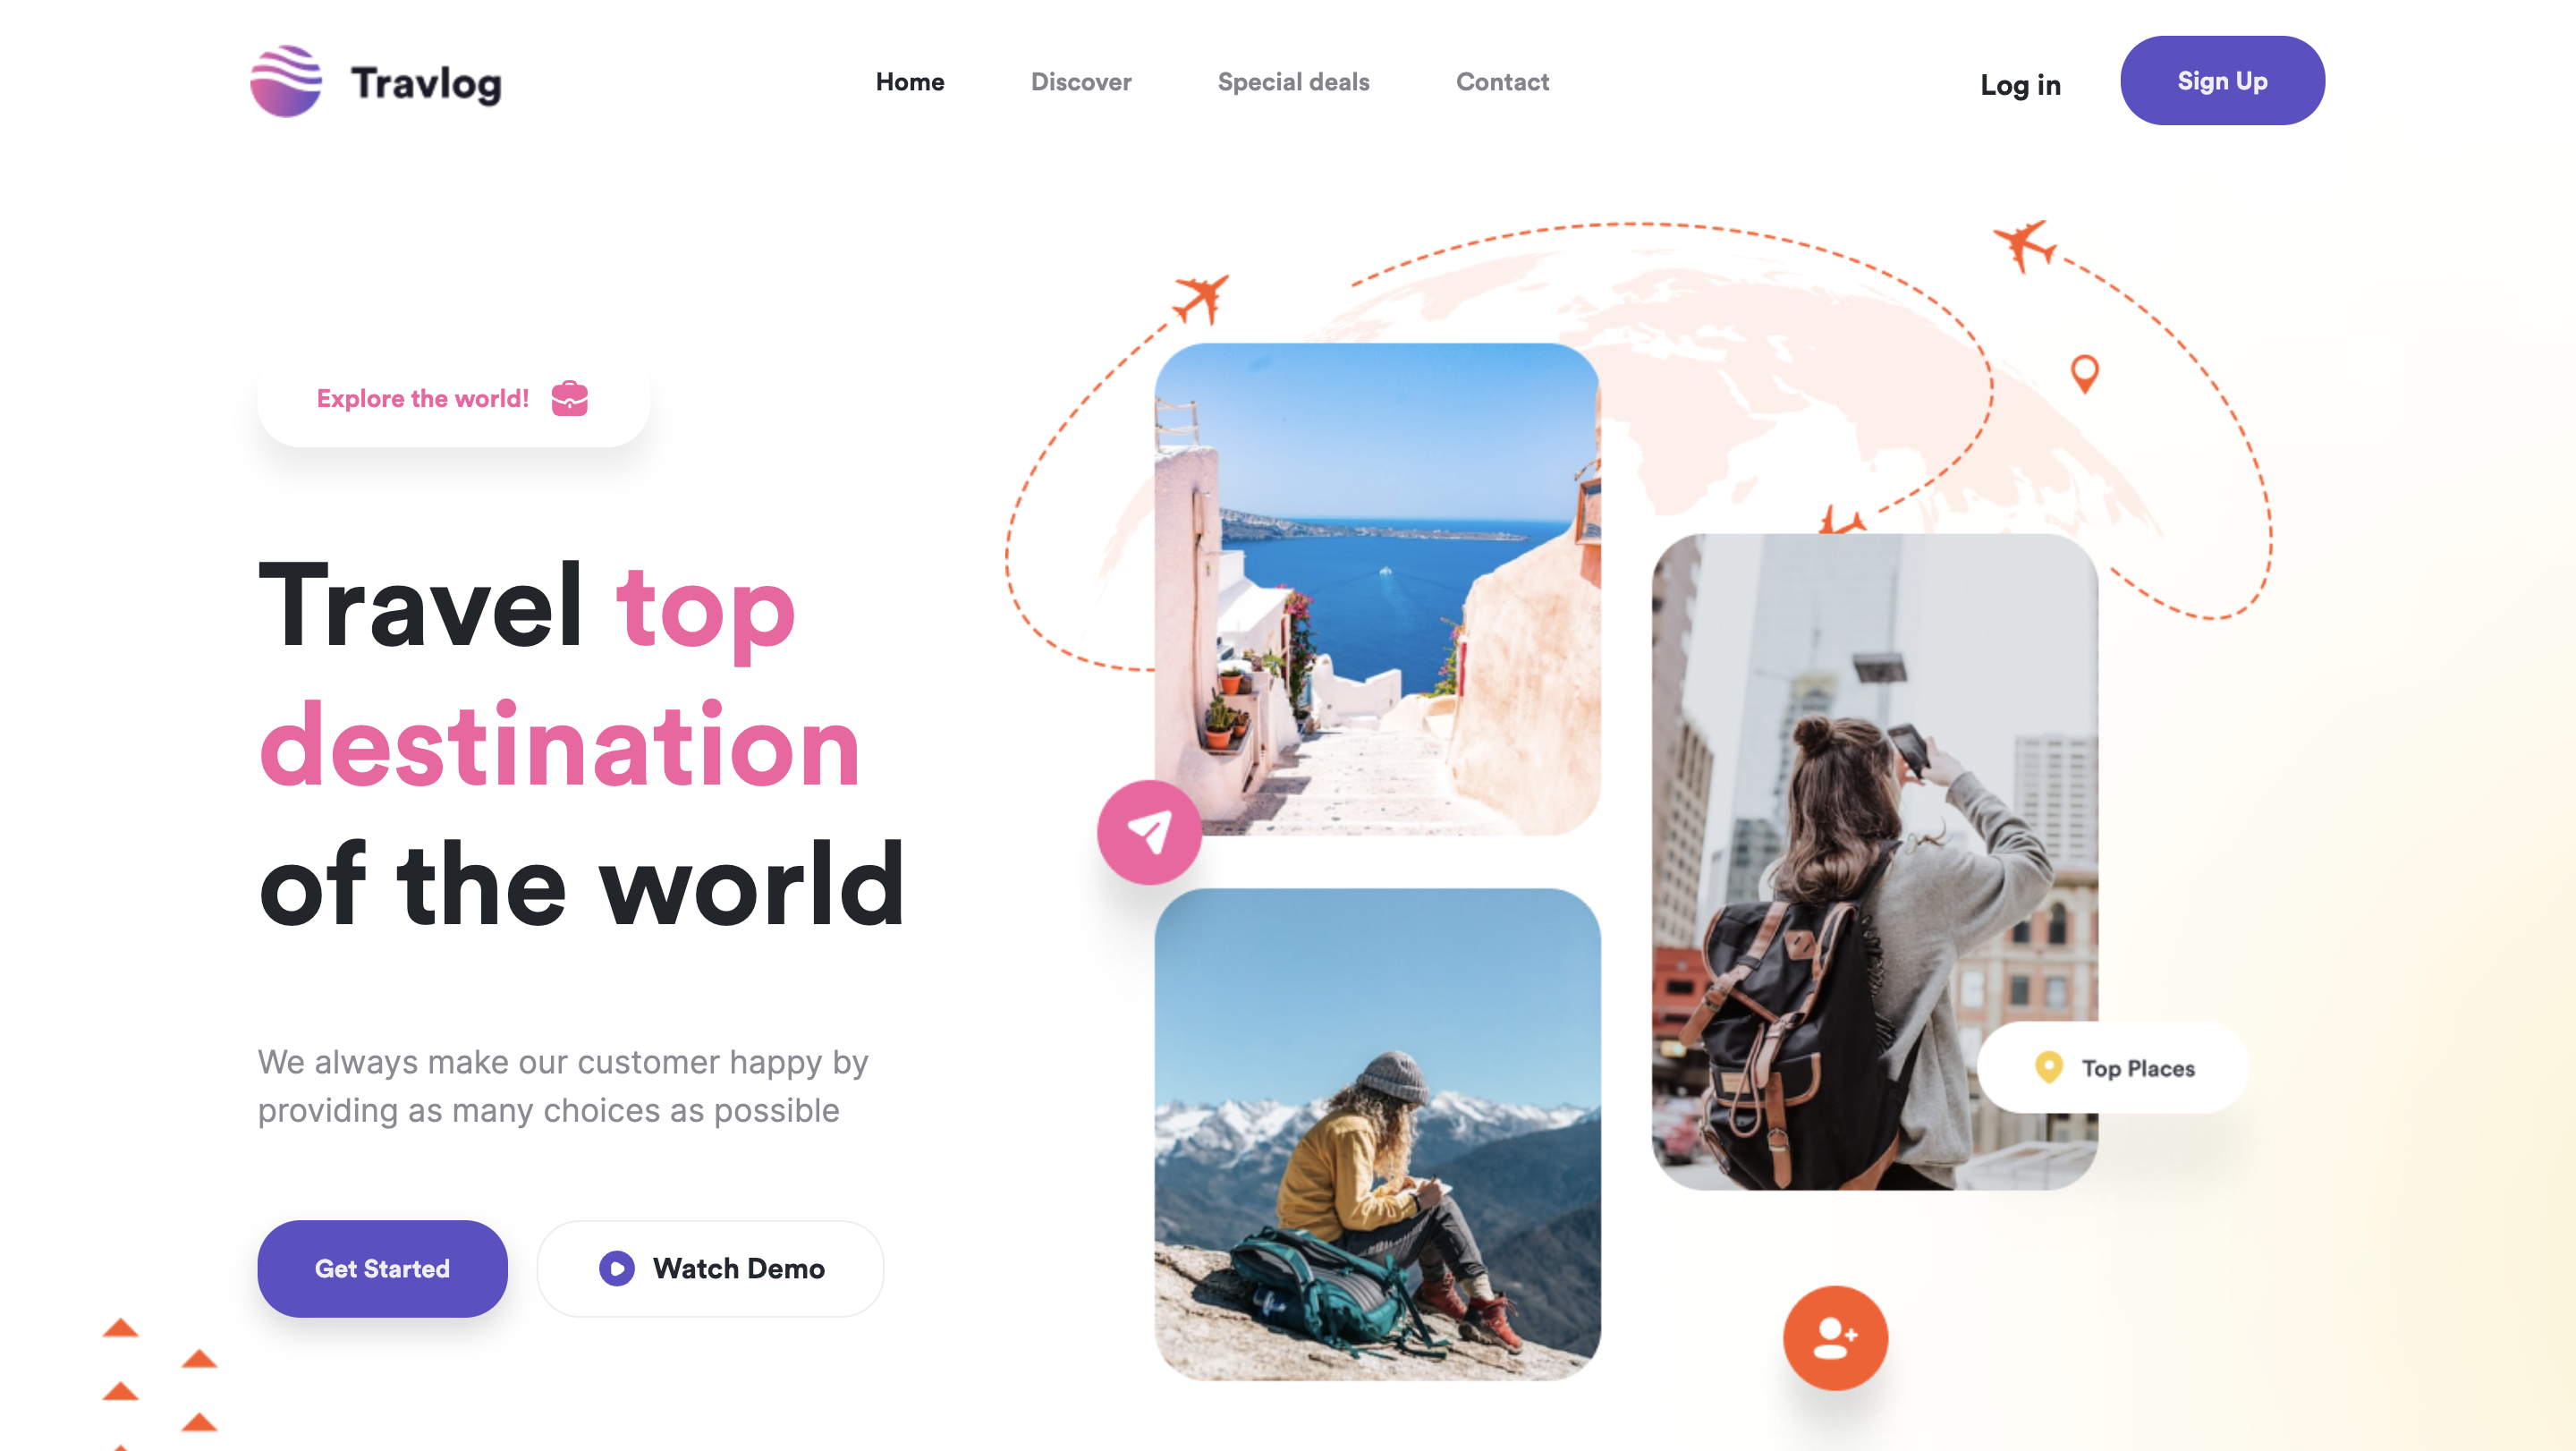 Travlog
Home
Discover
Special deals
Contact
Log in
Sign Up
Explore the world!
Travel top
destination
of the world
We always make our customer happy by
providing as many choices as possible
Get Started
Watch Demo
Top Places